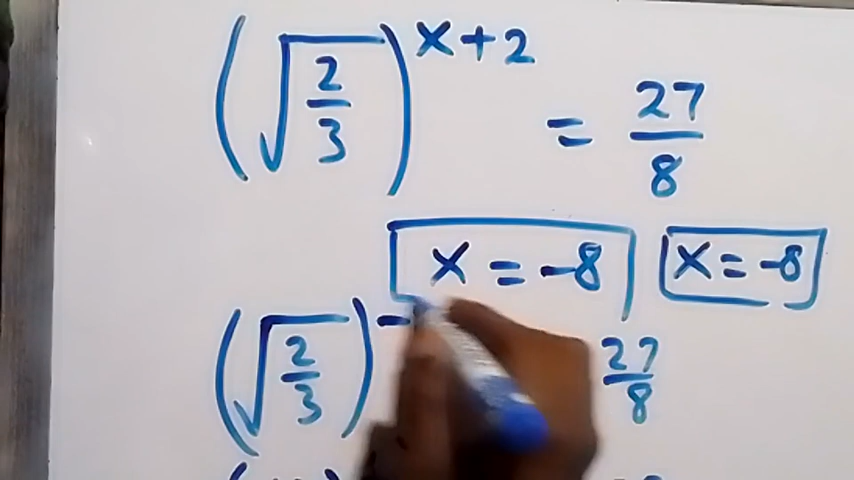 (√(2/3))^(x+2) = 27/8
x = -8 x = -8
(√(2/3))^- 27/8